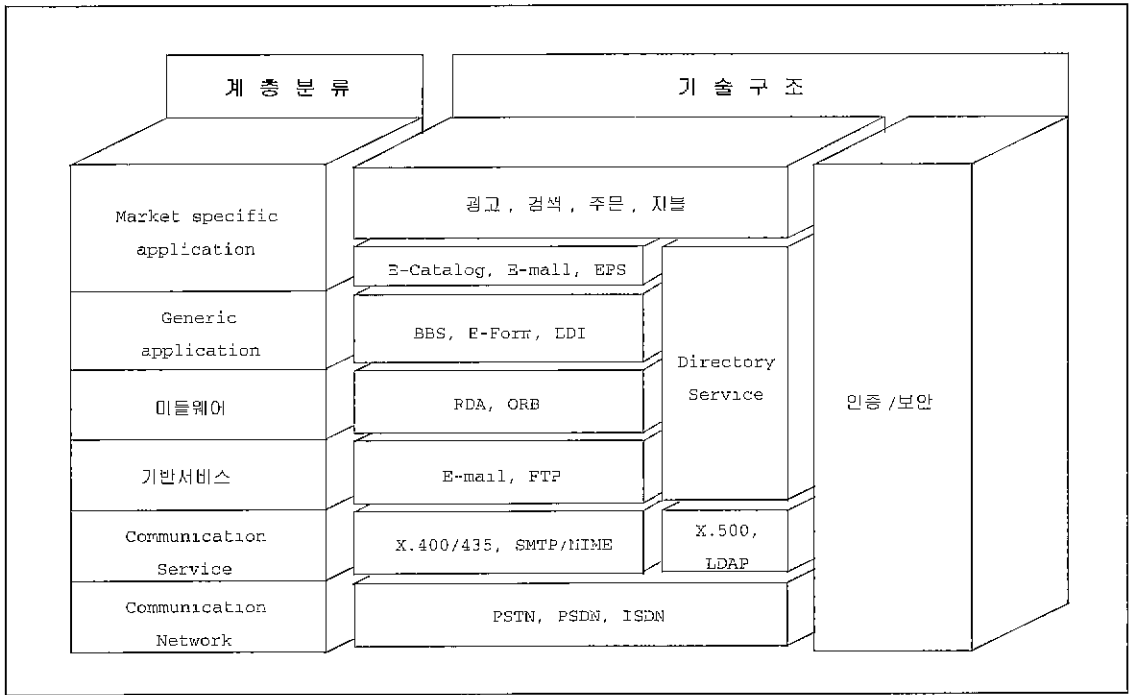 계 층 분 류
기 술 구 조
Market specific
application
광고, 검색, 주문, 지불
E-Catalog, E-mall, EPS
Generic
application
BBS, E-Form, EDI
Directory
Service
미들웨어
RDA, ORB
인증/보안
기반서비스
E-mail, FTP
Communication
Service
X.400/435, SMTP/MIME
X.500,
LDAP
Communication
Network
PSTN, PSDN, ISDN